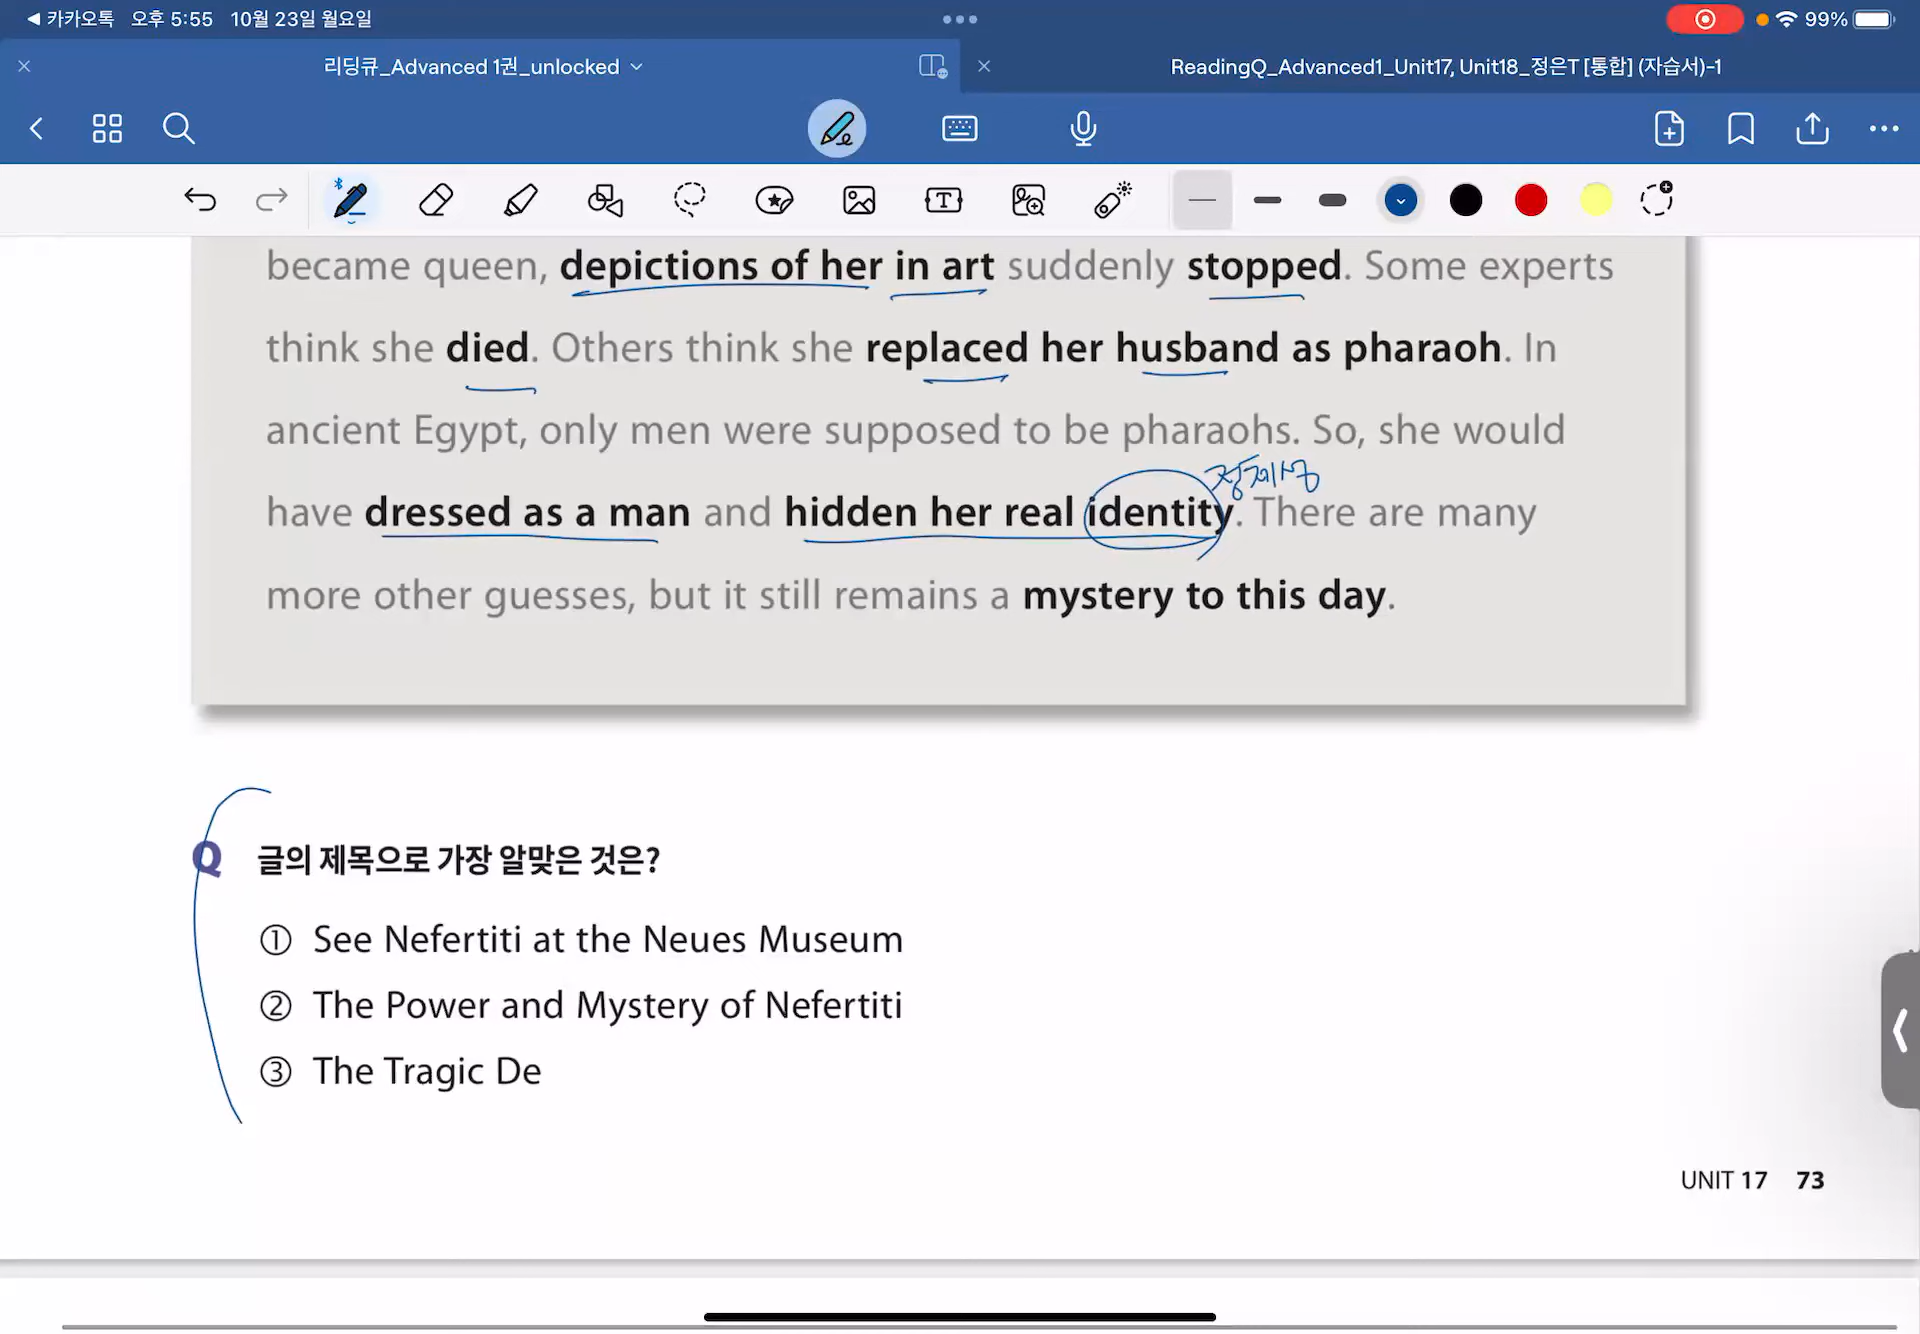 ◀ 카카오톡 오후 5:55 10월 23일 월요일 99%
리딩큐_Advanced 1권_unlocked
ReadingQ_Advanced1_Unit17, Unit18_정은T [통합] (자습서)-1
became queen, depictions of her in art suddenly stopped. Some experts
think she died. Others think she replaced her husband as pharaoh. In
ancient Egypt, only men were supposed to be pharaohs. So, she would
정체성
have dressed as a man and hidden her real identity. There are many
more other guesses, but it still remains a mystery to this day.
Q 글의 제목으로 가장 알맞은 것은?
① See Nefertiti at the Neues Museum
② The Power and Mystery of Nefertiti
③ The Tragic De
UNIT 17 73